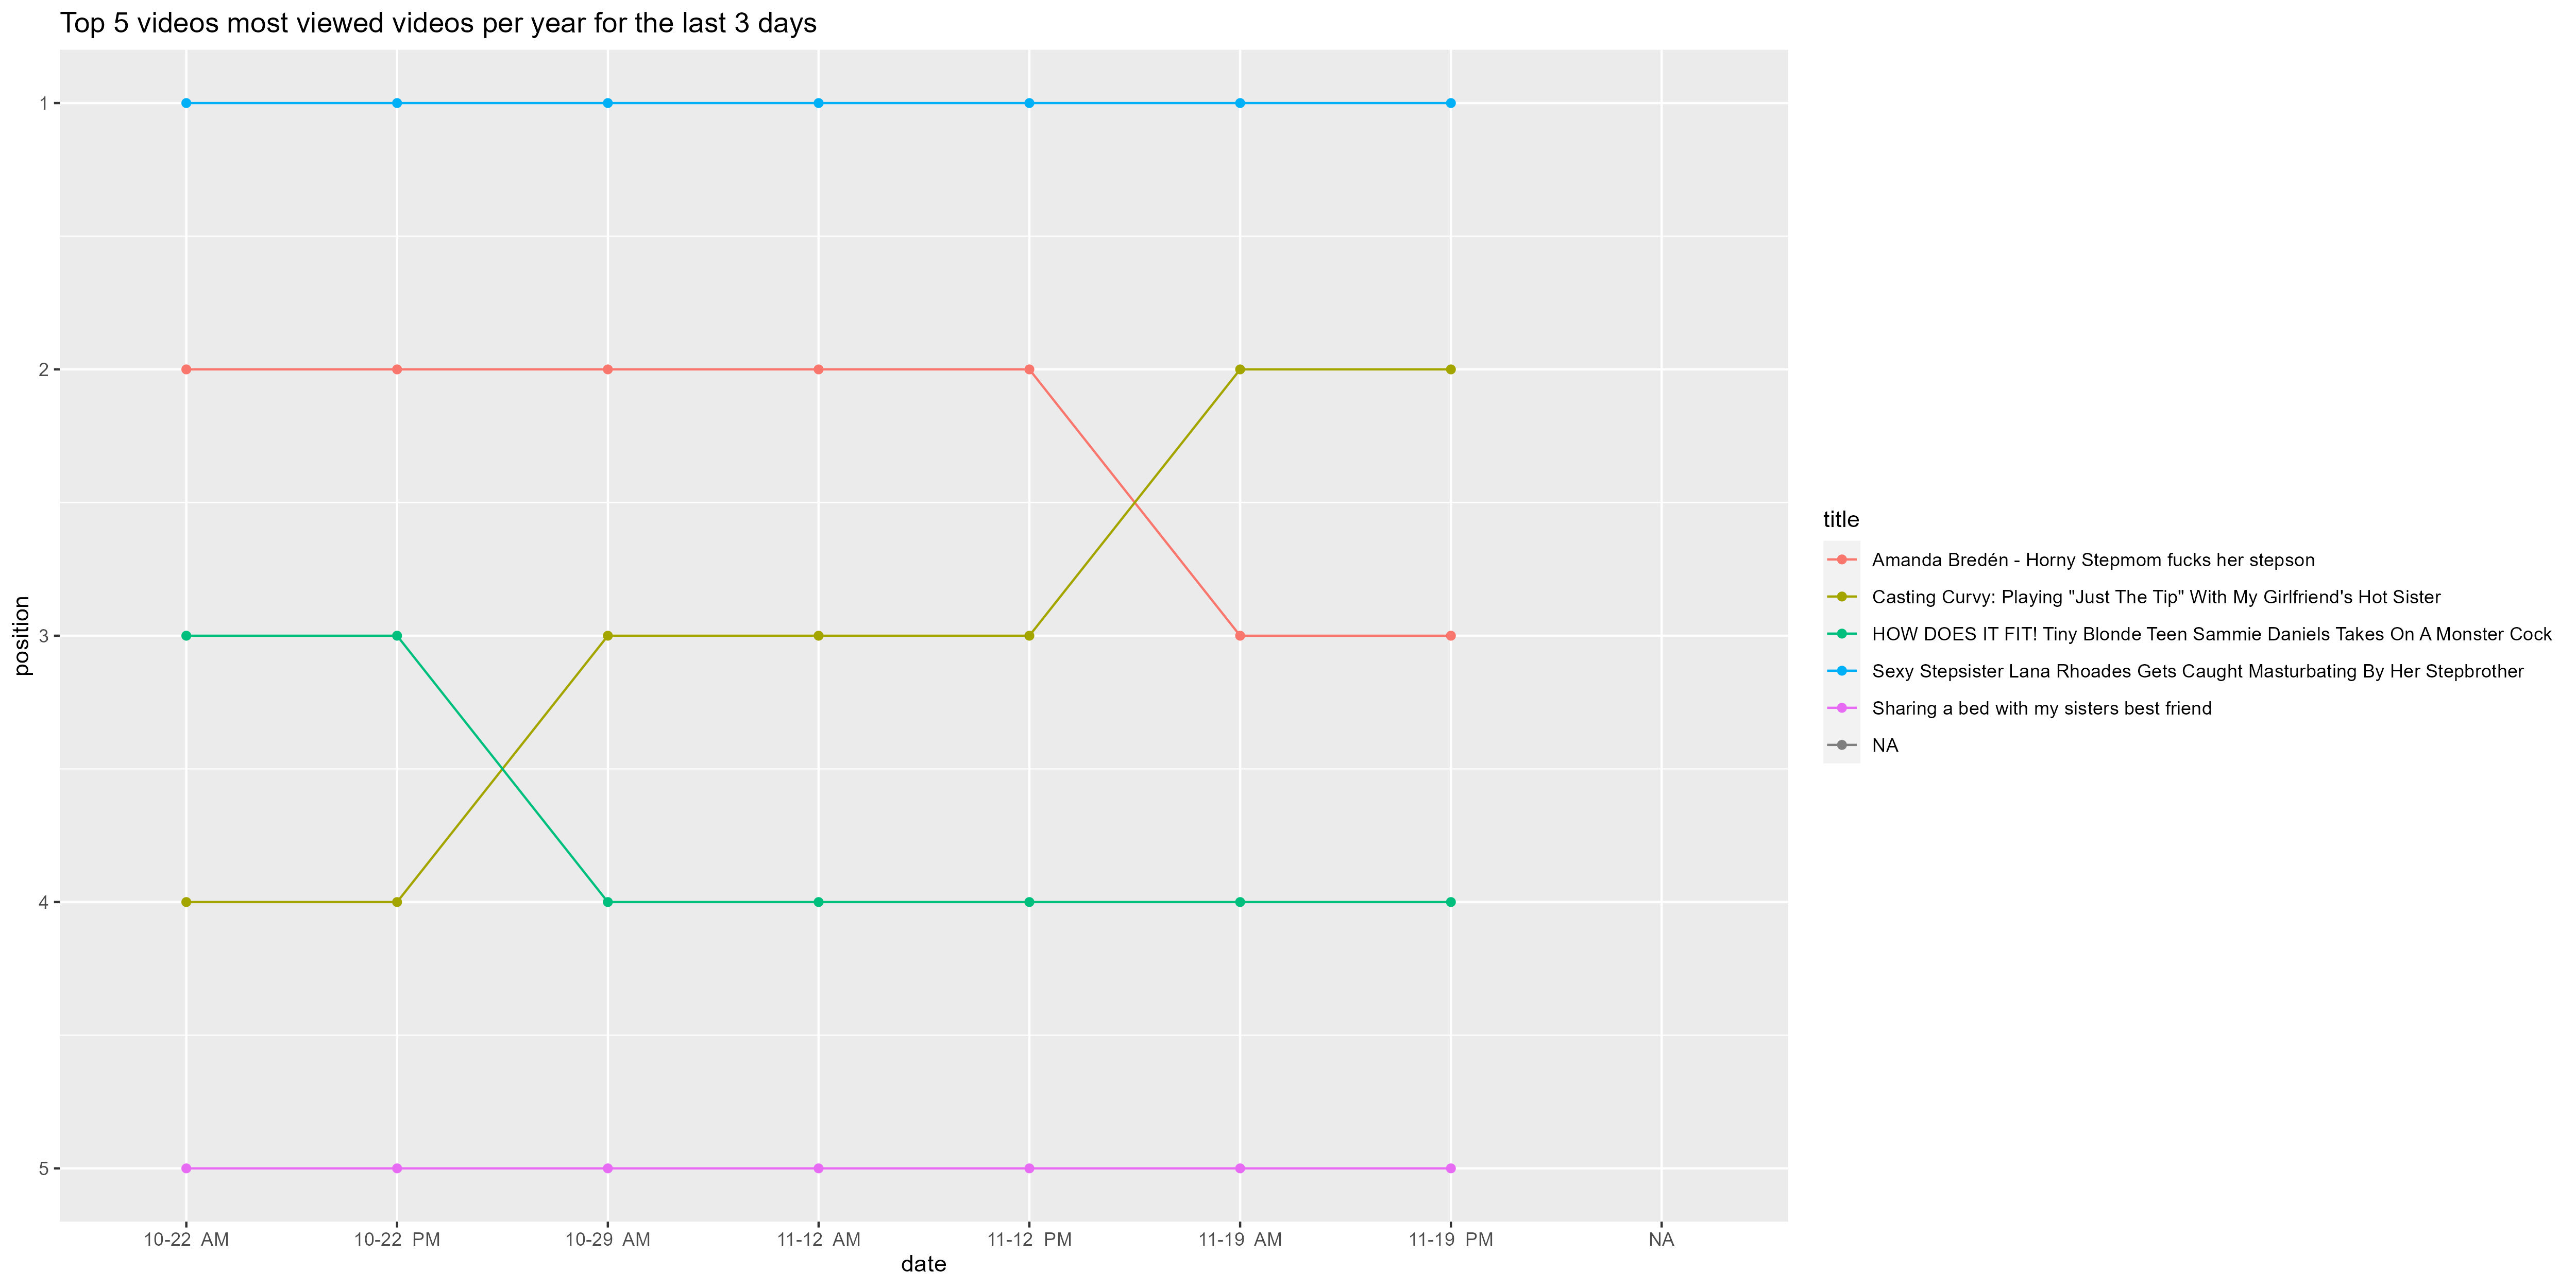 Top 5 videos most viewed videos per year for the last 3 days
position
1
2
3
4
5
10-22 AM
10-22 PM
10-29 AM
11-12 AM
11-12 PM
11-19 AM
11-19 PM
NA
date
title
Amanda Bredén - Horny Stepmom fucks her stepson
Casting Curvy: Playing "Just The Tip" With My Girlfriend's Hot Sister
HOW DOES IT FIT! Tiny Blonde Teen Sammie Daniels Takes On A Monster Cock
Sexy Stepsister Lana Rhoades Gets Caught Masturbating By Her Stepbrother
Sharing a bed with my sisters best friend
NA